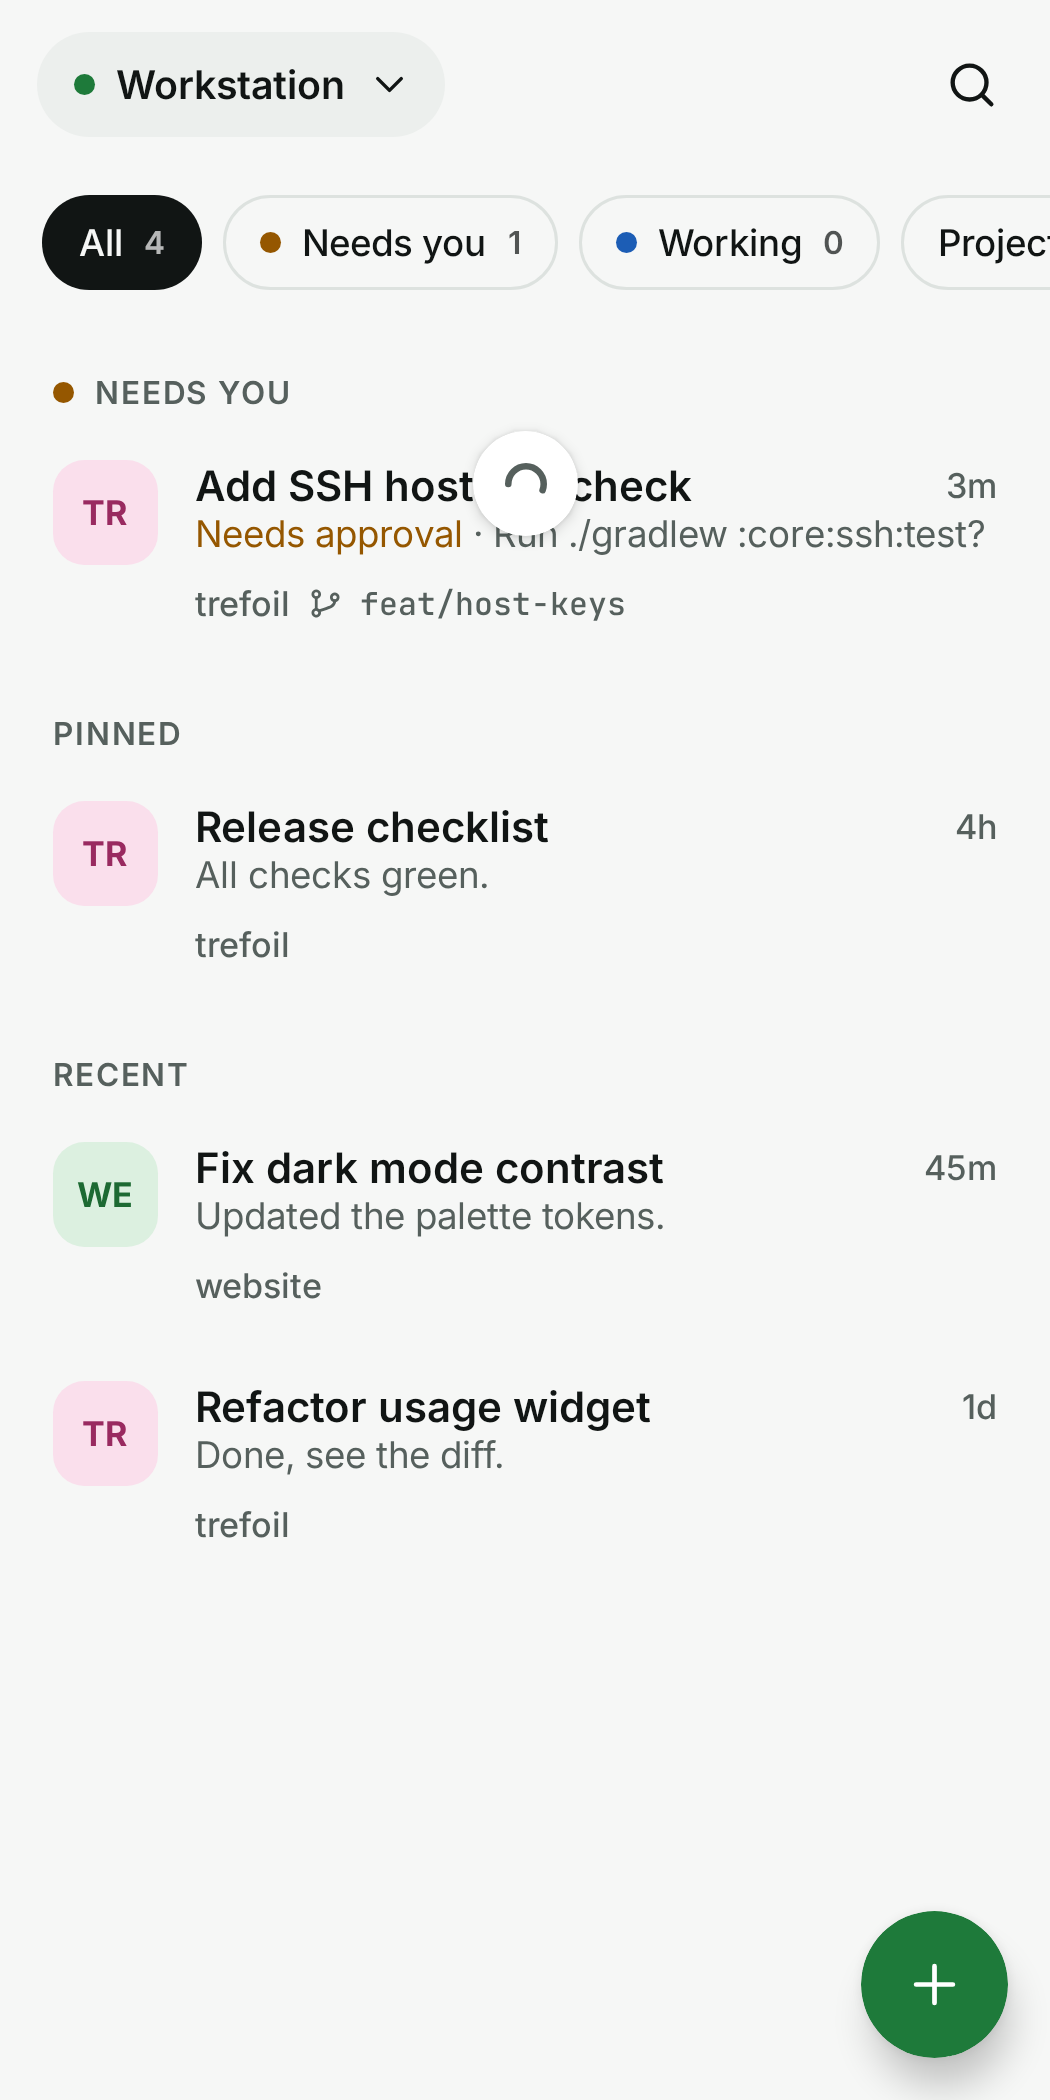 Workstation
All 4
Needs you 1
Working 0
Project
NEEDS YOU
TR
Add SSH host check
3m
Needs approval · Run ./gradlew :core:ssh:test?
trefoil feat/host-keys
PINNED
TR
Release checklist
4h
All checks green.
trefoil
RECENT
WE
Fix dark mode contrast
45m
Updated the palette tokens.
website
TR
Refactor usage widget
1d
Done, see the diff.
trefoil